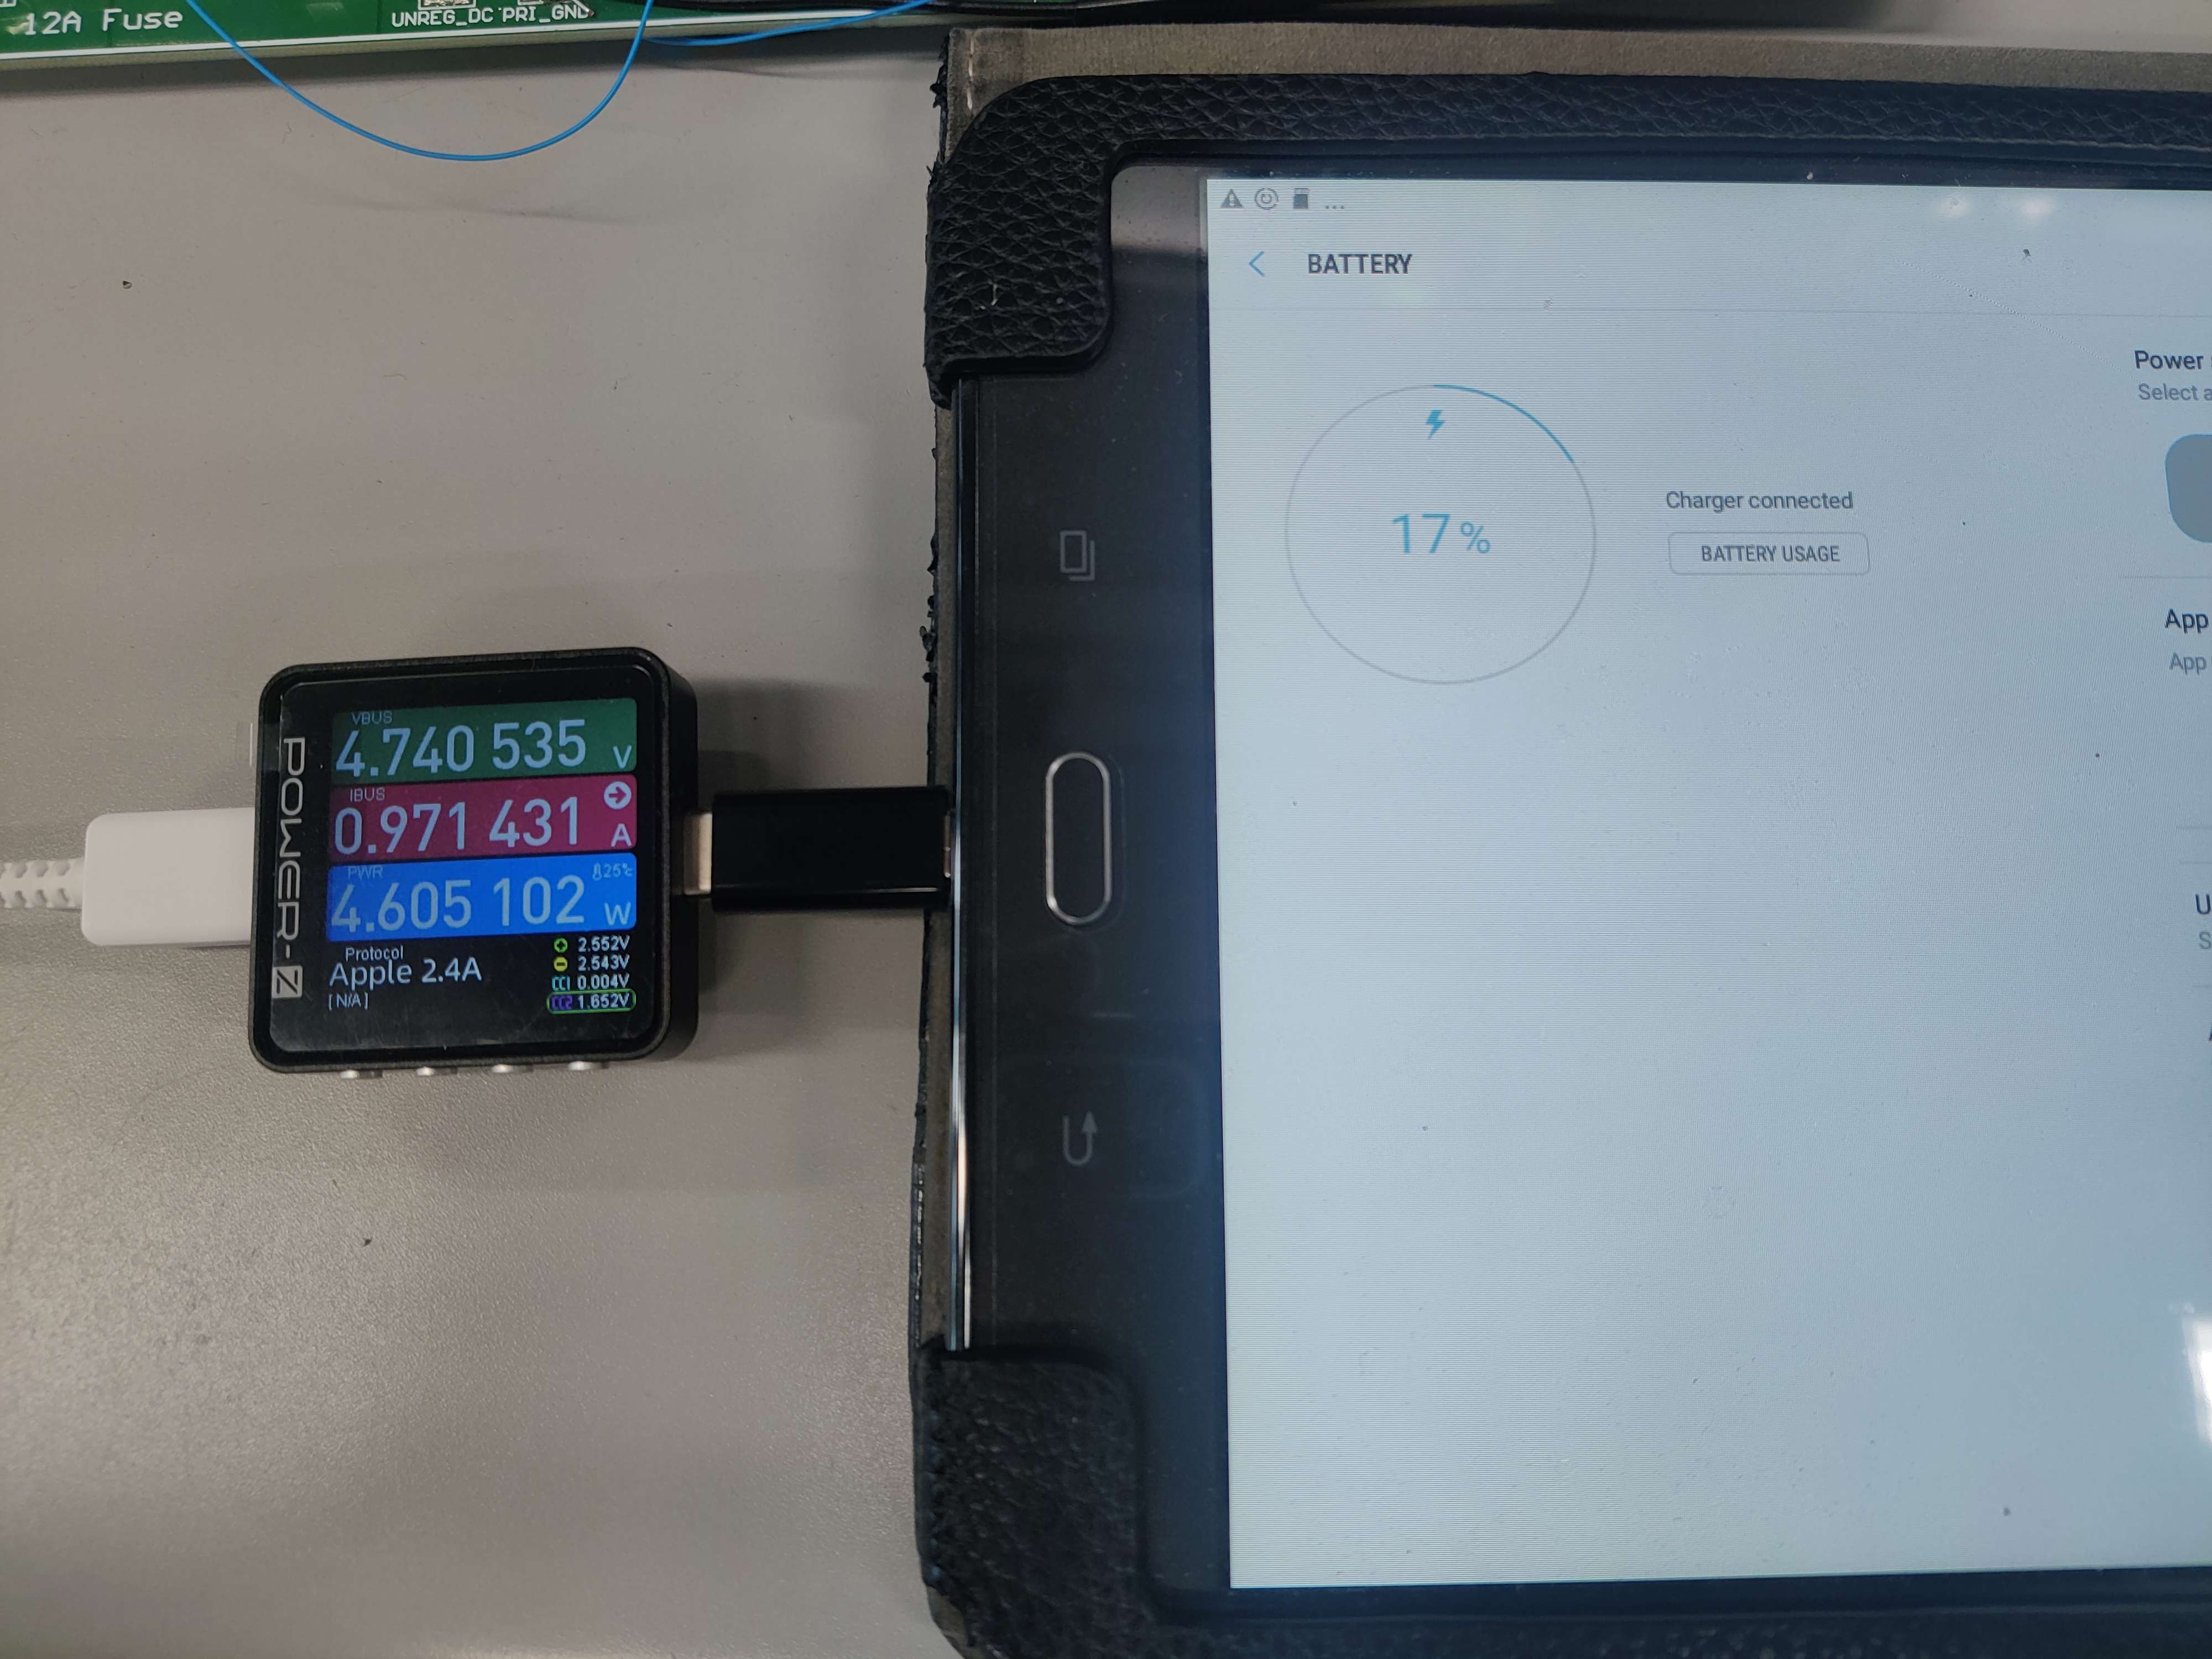 12A Fuse
UNREG_DC PRI_GND
BATTERY
Power
Select a
17%
Charger connected
BATTERY USAGE
App
App
U
S
POWER-Z
VBUS
4.740 535 V
IBUS
0.971 431 A
PWR 25℃
4.605 102 W
Protocol
Apple 2.4A
[N/A]
2.552V
2.543V
CC1 0.004V
CC2 1.652V